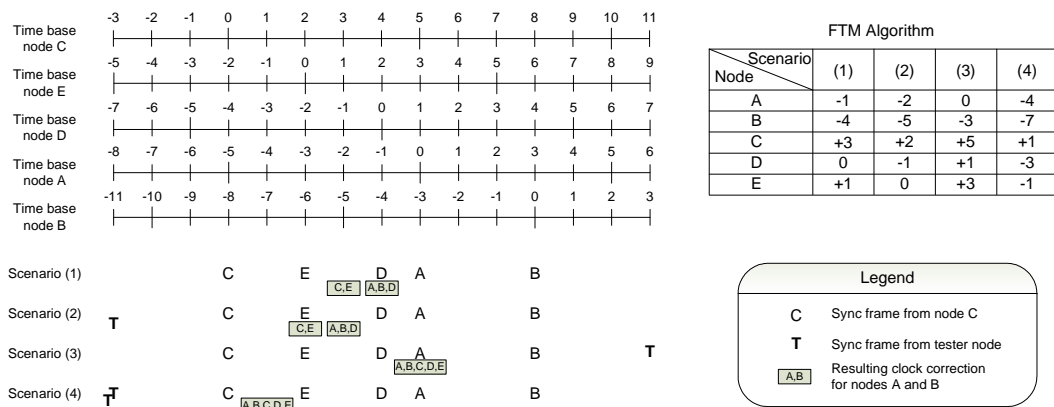 -3 -2 -1 0 1 2 3 4 5 6 7 8 9 10 11
Time base
node C
-5 -4 -3 -2 -1 0 1 2 3 4 5 6 7 8 9
Time base
node E
-7 -6 -5 -4 -3 -2 -1 0 1 2 3 4 5 6 7
Time base
node D
-8 -7 -6 -5 -4 -3 -2 -1 0 1 2 3 4 5 6
Time base
node A
-11 -10 -9 -8 -7 -6 -5 -4 -3 -2 -1 0 1 2 3
Time base
node B
Scenario (1) C E D A B
C,E A,B,D
Scenario (2) T C E D A B
C,E A,B,D
Scenario (3) C E D A B T
A,B,C,D,E
Scenario (4) T T C E D A B
A,B,C,D,E
FTM Algorithm
Scenario
Node (1) (2) (3) (4)
A -1 -2 0 -4
B -4 -5 -3 -7
C +3 +2 +5 +1
D 0 -1 +1 -3
E +1 0 +3 -1
Legend
C Sync frame from node C
T Sync frame from tester node
A,B Resulting clock correction
for nodes A and B